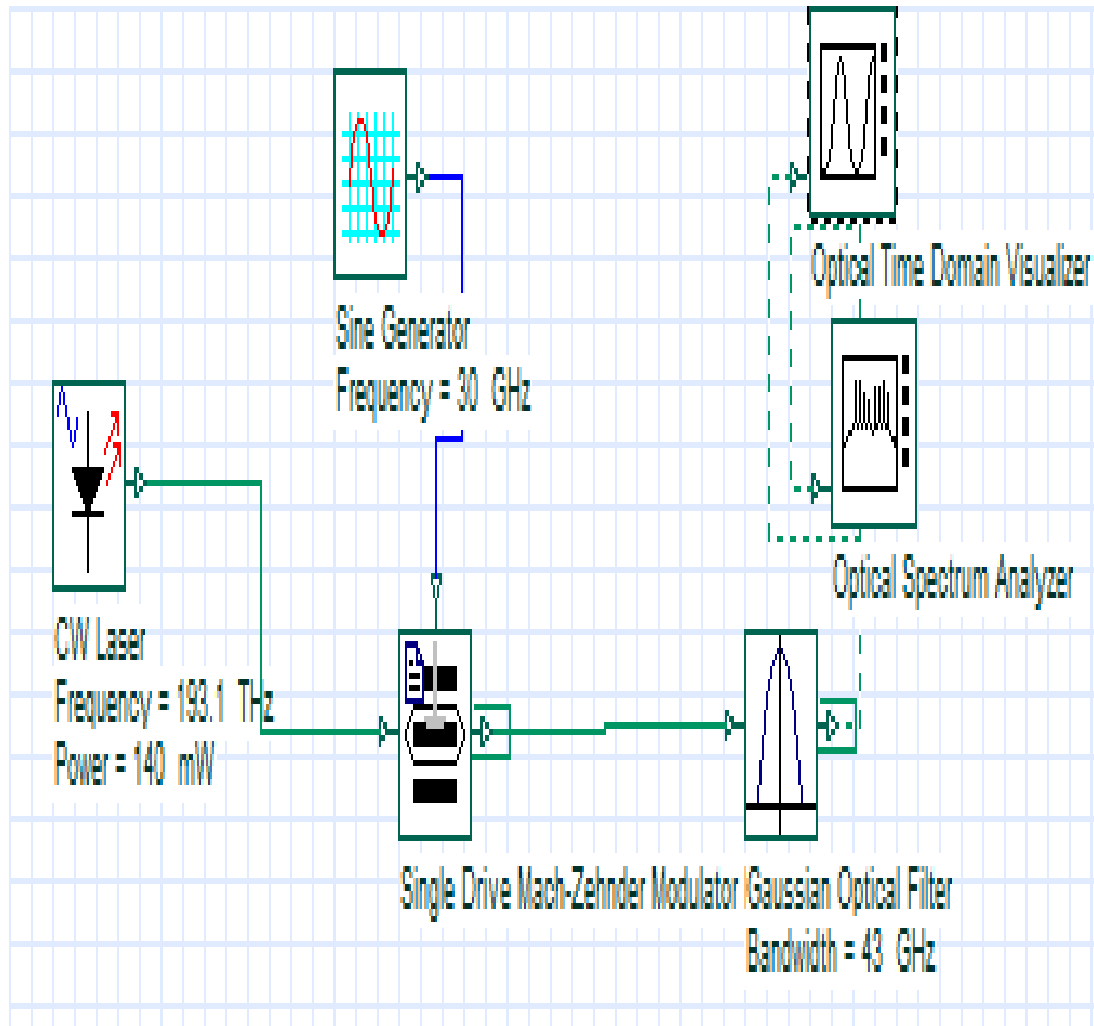 Optical Time Domain Visualizer
Sine Generator
Frequency = 30 GHz
Optical Spectrum Analyzer
CW Laser
Frequency = 193.1 THz
Power = 140 mW
Single Drive Mach-Zehnder Modulator
Gaussian Optical Filter
Bandwidth = 43 GHz